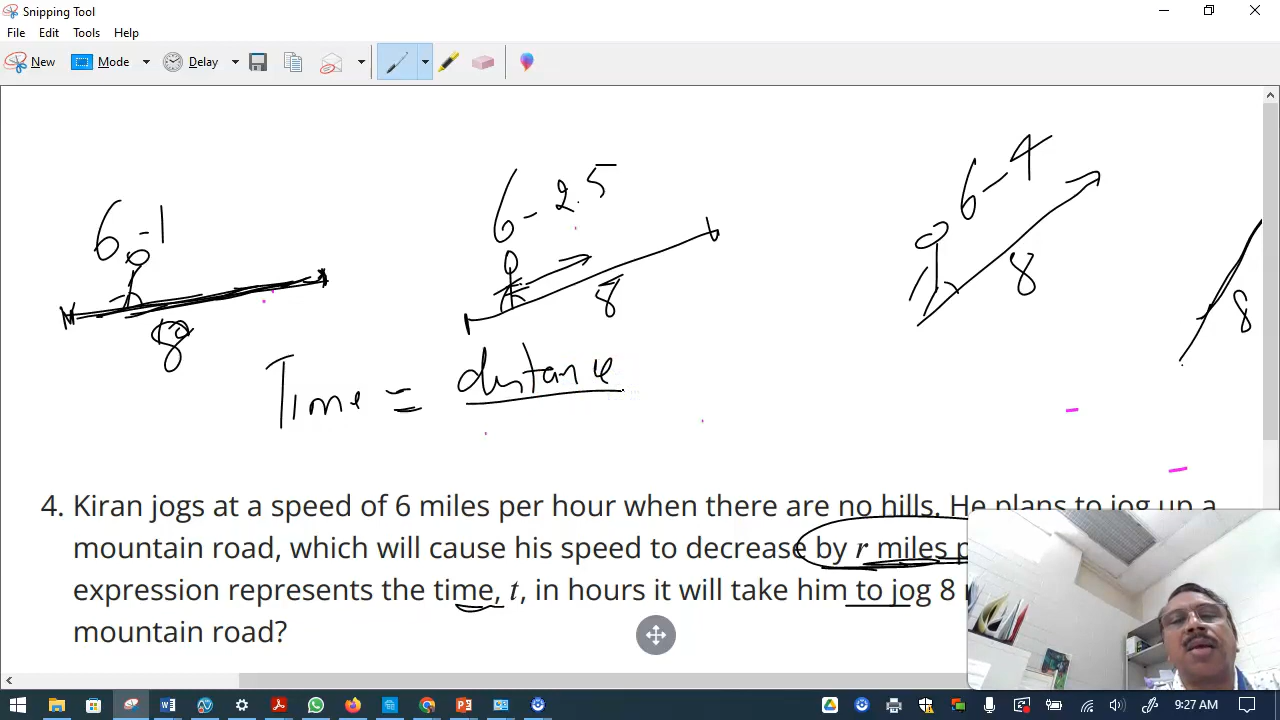 Snipping Tool
File Edit Tools Help
New Mode Delay
6-1
6-2.5
6-4
8
8
8
8
Time = distance
4. Kiran jogs at a speed of 6 miles per hour when there are no hills. He plans to jog up a
mountain road, which will cause his speed to decrease by r miles p
expression represents the time, t, in hours it will take him to jog 8
mountain road?
9:27 AM